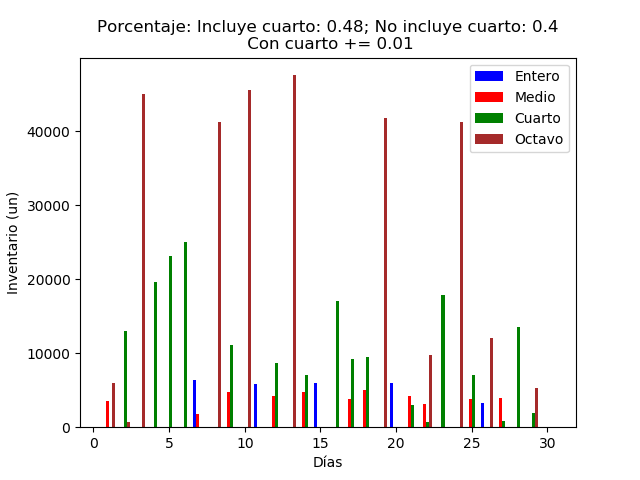 Porcentaje: Incluye cuarto: 0.48; No incluye cuarto: 0.4
Con cuarto += 0.01
Entero
Medio
Cuarto
Octavo
Inventario (un)
40000
30000
20000
10000
0
0 5 10 15 20 25 30
Días